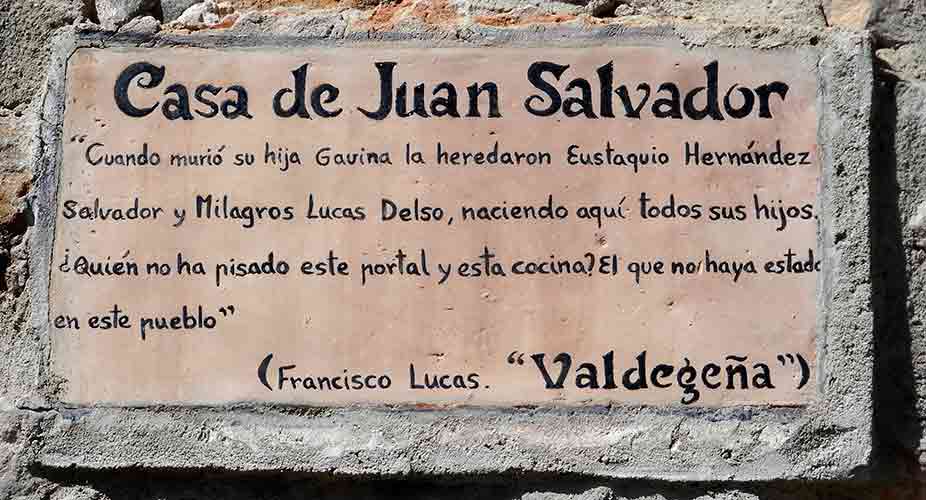 Casa de Juan Salvador
"Cuando murió su hija Gavina la heredaron Eustaquio Hernández
Salvador y Milagros Lucas Delso, naciendo aquí todos sus hijos.
¿Quién no ha pisado este portal y esta cocina? El que no haya estado
en este pueblo"
(Francisco Lucas. "Valdegeña")